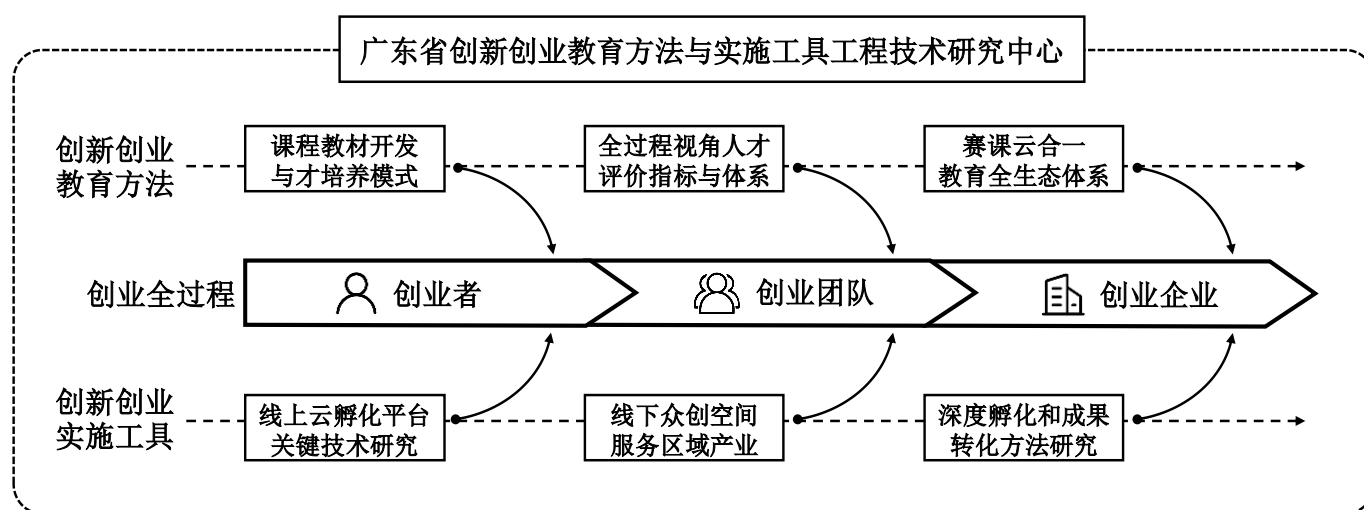 广东省创新创业教育方法与实施工具工程技术研究中心
创新创业
教育方法
课程教材开发
与才培养模式
全过程视角人才
评价指标与体系
赛课云合一
教育全生态体系
创业全过程
创业者
创业团队
创业企业
创新创业
实施工具
线上云孵化平台
关键技术研究
线下众创空间
服务区域产业
深度孵化和成果
转化方法研究